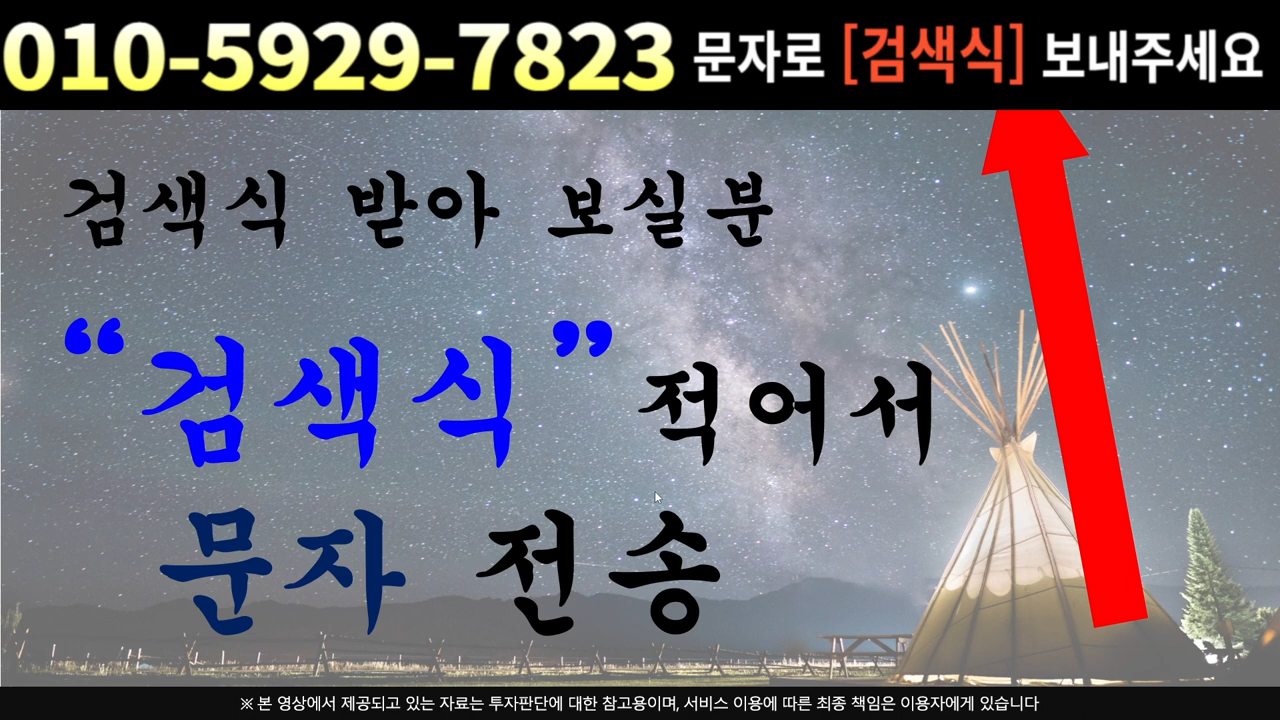 010-5929-7823 문자로 [검색식] 보내주세요
검색식 받아 보실분
“검색식” 적어서
문자 전송
※ 본 영상에서 제공되고 있는 자료는 투자판단에 대한 참고용이며, 서비스 이용에 따른 최종 책임은 이용자에게 있습니다